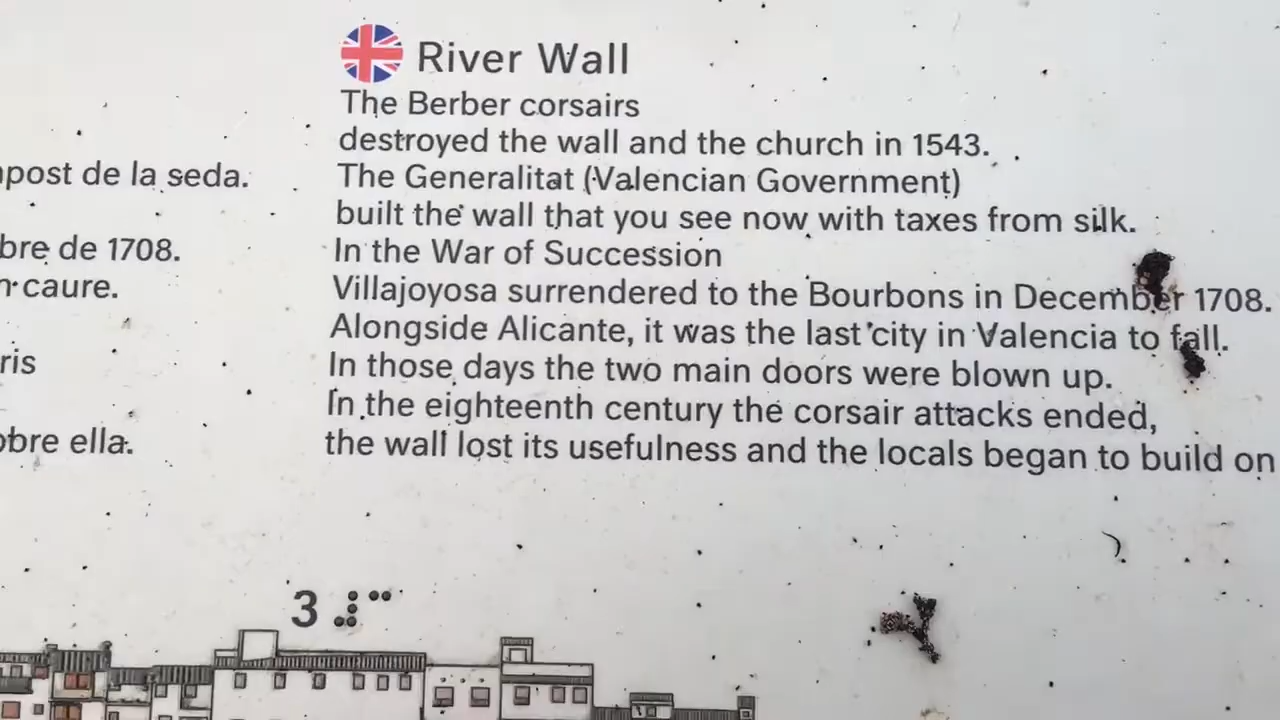 River Wall
The Berber corsairs
destroyed the wall and the church in 1543.
post de la seda.
The Generalitat (Valencian Government)
built the wall that you see now with taxes from silk.
bre de 1708.
In the War of Succession
caure.
Villajoyosa surrendered to the Bourbons in December 1708.
Alongside Alicante, it was the last city in Valencia to fall.
ris
In those days the two main doors were blown up.
In the eighteenth century the corsair attacks ended,
obre ella.
the wall lost its usefulness and the locals began to build on
3